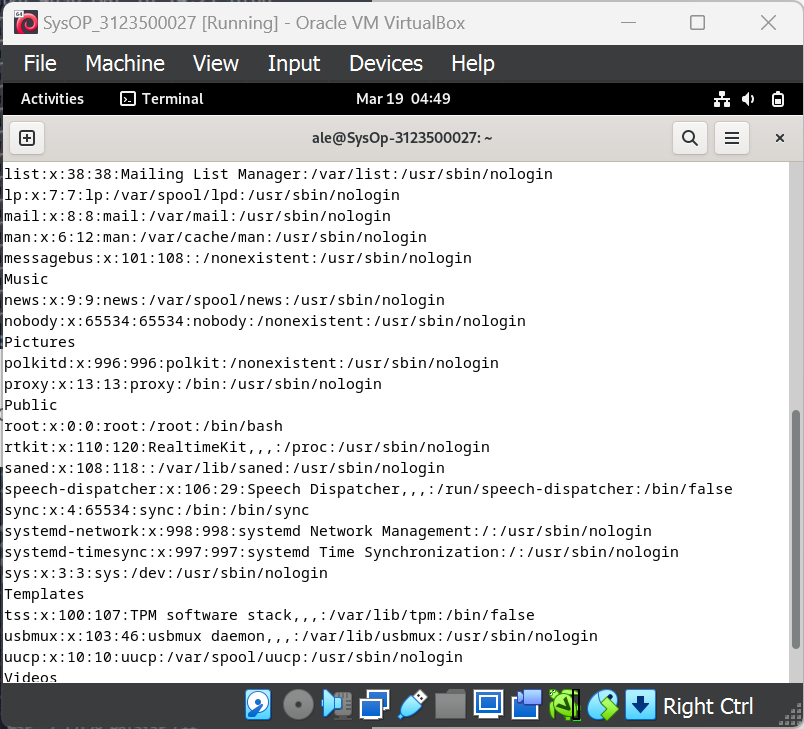 SysOP_3123500027 [Running] - Oracle VM VirtualBox
File Machine View Input Devices Help
Activities Terminal Mar 19 04:49
ale@SysOp-3123500027: ~
list:x:38:38:Mailing List Manager:/var/list:/usr/sbin/nologin
lp:x:7:7:lp:/var/spool/lpd:/usr/sbin/nologin
mail:x:8:8:mail:/var/mail:/usr/sbin/nologin
man:x:6:12:man:/var/cache/man:/usr/sbin/nologin
messagebus:x:101:108::/nonexistent:/usr/sbin/nologin
Music
news:x:9:9:news:/var/spool/news:/usr/sbin/nologin
nobody:x:65534:65534:nobody:/nonexistent:/usr/sbin/nologin
Pictures
polkitd:x:996:996:polkit:/nonexistent:/usr/sbin/nologin
proxy:x:13:13:proxy:/bin:/usr/sbin/nologin
Public
root:x:0:0:root:/root:/bin/bash
rtkit:x:110:120:RealtimeKit,,,:/proc:/usr/sbin/nologin
saned:x:108:118::/var/lib/saned:/usr/sbin/nologin
speech-dispatcher:x:106:29:Speech Dispatcher,,,:/run/speech-dispatcher:/bin/false
sync:x:4:65534:sync:/bin:/bin/sync
systemd-network:x:998:998:systemd Network Management:/:/usr/sbin/nologin
systemd-timesync:x:997:997:systemd Time Synchronization:/:/usr/sbin/nologin
sys:x:3:3:sys:/dev:/usr/sbin/nologin
Templates
tss:x:100:107:TPM software stack,,,:/var/lib/tpm:/bin/false
usbmux:x:103:46:usbmux daemon,,,:/var/lib/usbmux:/usr/sbin/nologin
uucp:x:10:10:uucp:/var/spool/uucp:/usr/sbin/nologin
Videos
Right Ctrl